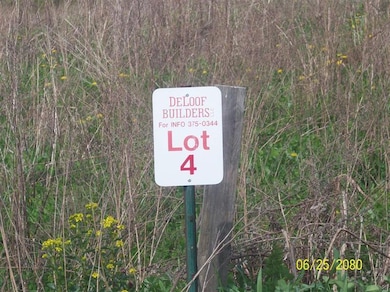 DELOOF
BUILDERS
For INFO 375-0344
Lot
4
06/25/2080